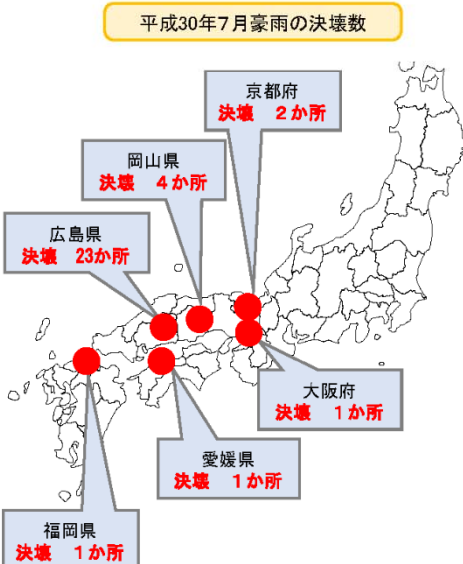 平成30年7月豪雨の決壊数
京都府
決壊　2か所
岡山県
決壊　4か所
広島県
決壊　23か所
大阪府
決壊　1か所
愛媛県
決壊　1か所
福岡県
決壊　1か所